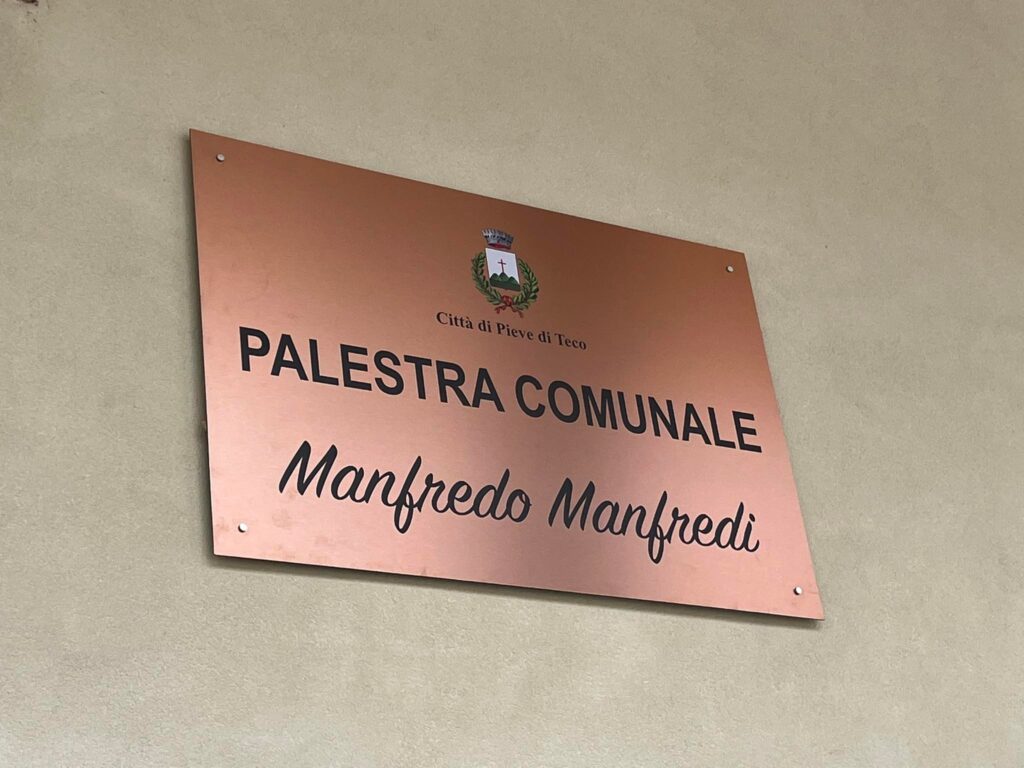 Città di Pieve di Teco
PALESTRA COMUNALE
Manfredo Manfredi